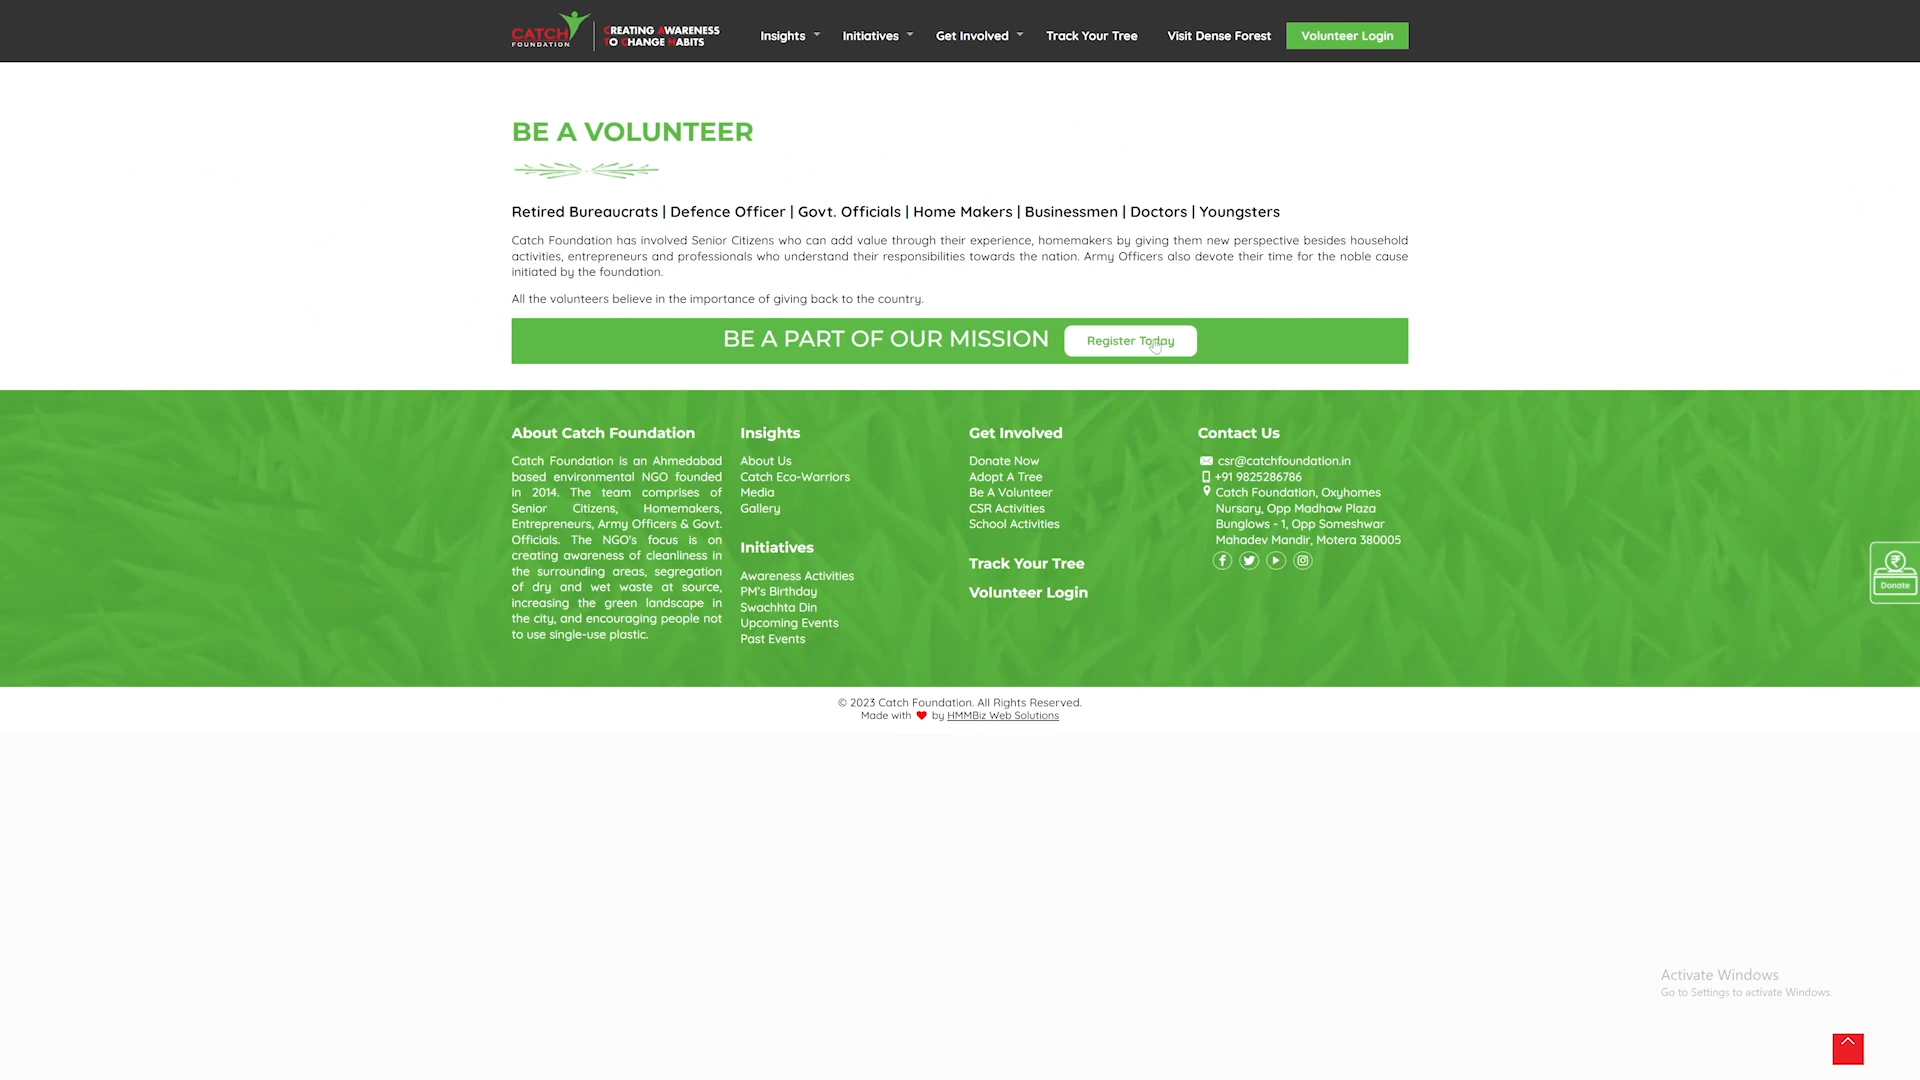 CATCH
FOUNDATION
CREATING AWARENESS
TO CHANGE HABITS
Insights
Initiatives
Get Involved
Track Your Tree
Visit Dense Forest
Volunteer Login
BE A VOLUNTEER
Retired Bureaucrats | Defence Officer | Govt. Officials | Home Makers | Businessmen | Doctors | Youngsters
Catch Foundation has involved Senior Citizens who can add value through their experience, homemakers by giving them new perspective besides household
activities, entrepreneurs and professionals who understand their responsibilities towards the nation. Army Officers also devote their time for the noble cause
initiated by the foundation.
All the volunteers believe in the importance of giving back to the country.
BE A PART OF OUR MISSION
Register Today
About Catch Foundation
Catch Foundation is an Ahmedabad
based environmental NGO founded
in 2014. The team comprises of
Senior Citizens, Homemakers,
Entrepreneurs, Army Officers & Govt.
Officials. The NGO's focus is on
creating awareness of cleanliness in
the surrounding areas, segregation
of dry and wet waste at source,
increasing the green landscape in
the city, and encouraging people not
to use single-use plastic.
Insights
About Us
Catch Eco-Warriors
Media
Gallery
Initiatives
Awareness Activities
PM's Birthday
Swachhta Din
Upcoming Events
Past Events
Get Involved
Donate Now
Adopt A Tree
Be A Volunteer
CSR Activities
School Activities
Track Your Tree
Volunteer Login
Contact Us
csr@catchfoundation.in
+91 9825286786
Catch Foundation, Oxyhomes
Nursary, Opp Madhaw Plaza
Bunglows - 1, Opp Someshwar
Mahadev Mandir, Motera 380005
₹
Donate
© 2023 Catch Foundation. All Rights Reserved.
Made with ❤ by HMMBiz Web Solutions
Activate Windows
Go to Settings to activate Windows.